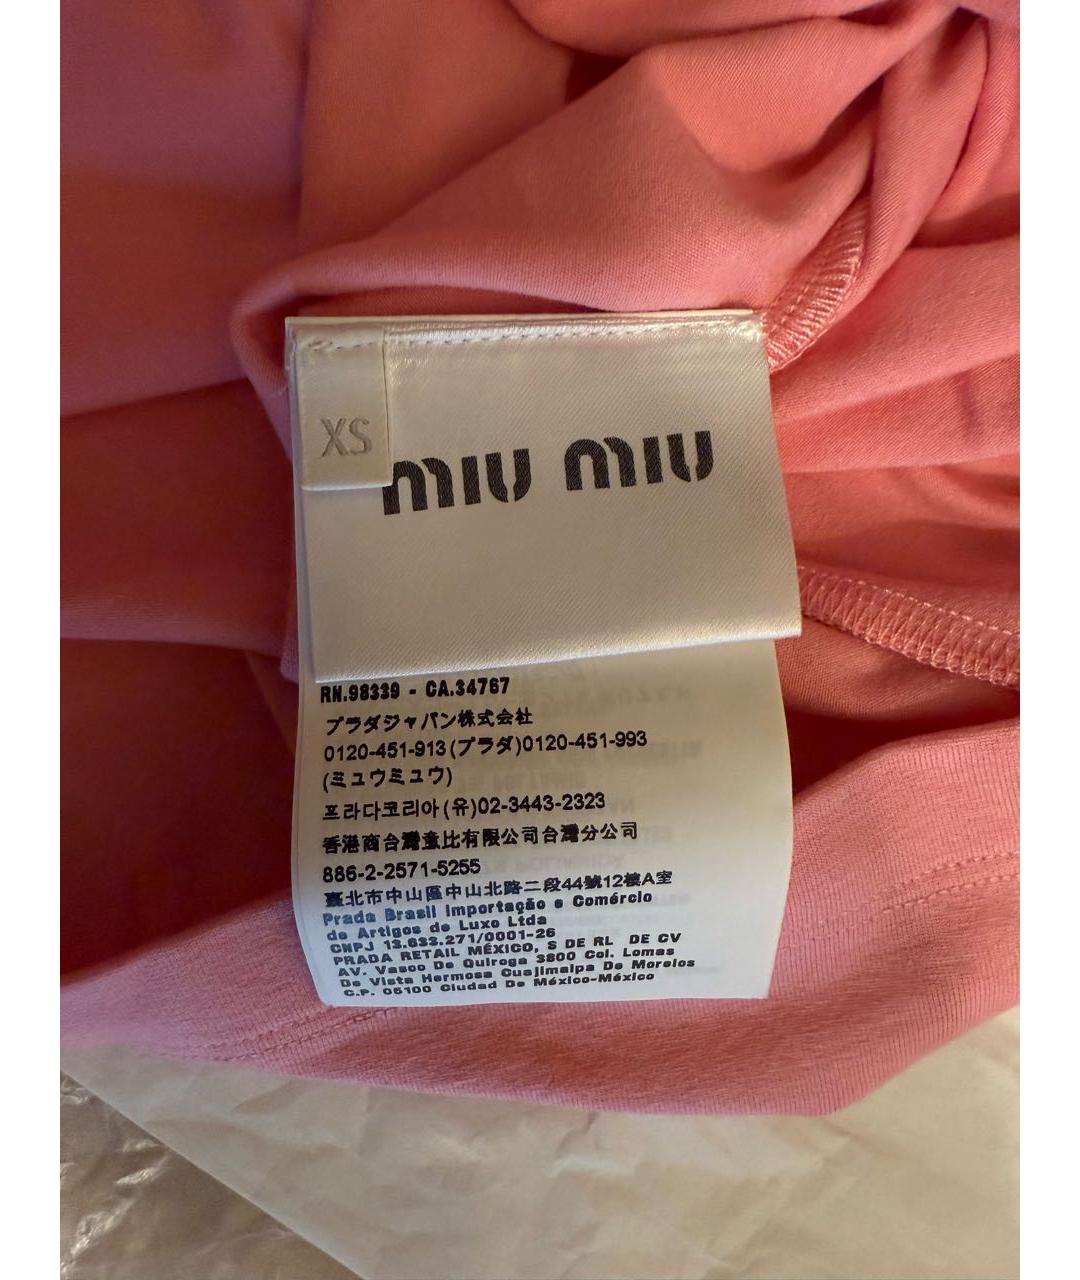 XS
miu miu
RN.98339 - CA.34767
プラダジャパン株式会社
0120-451-913(プラダ)0120-451-993
(ミュウミュウ)
프라다코리아(유)02-3443-2323
香港商台灣壹比有限公司台灣分公司
886-2-2571-5255
臺北市中山區中山北路二段44號12樓A室
Prada Brasil Importação e Comércio
de Artigos de Luxo Ltda
CNPJ 13.633.271/0001-26
PRADA RETAIL MÉXICO, S DE RL DE CV
AV. Vasco De Quiroga 3800 Col. Lomas
De Vista Hermosa Cuajimalpa De Morelos
C.P. 05100 Ciudad De México-México